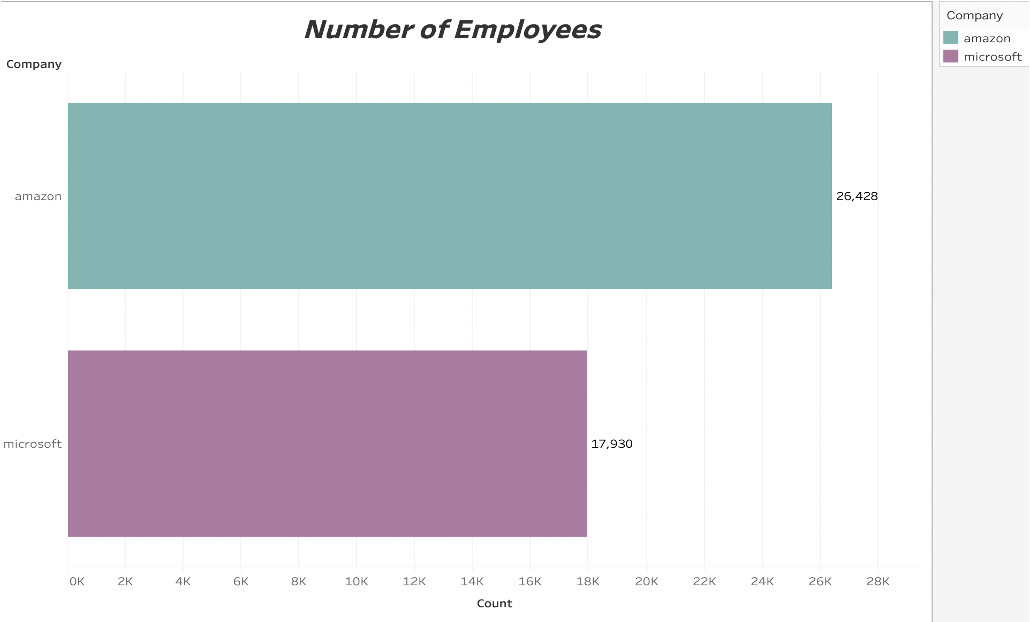 Number of Employees
Company
amazon
26,428
microsoft
17,930
0K 2K 4K 6K 8K 10K 12K 14K 16K 18K 20K 22K 24K 26K 28K
Count
Company
amazon
microsoft